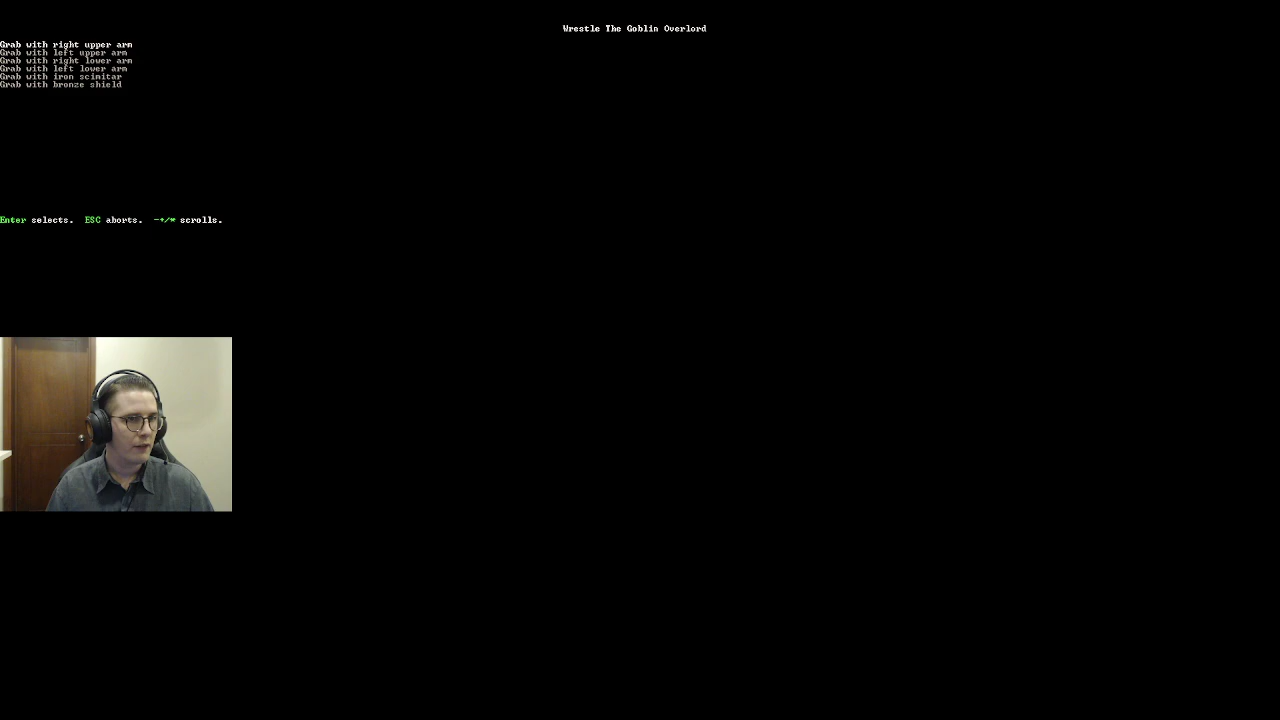 Wrestle The Goblin Overlord
Grab with right upper arm
Grab with left upper arm
Grab with right lower arm
Grab with left lower arm
Grab with iron scimitar
Grab with bronze shield
Enter selects.  ESC aborts.  -+/* scrolls.